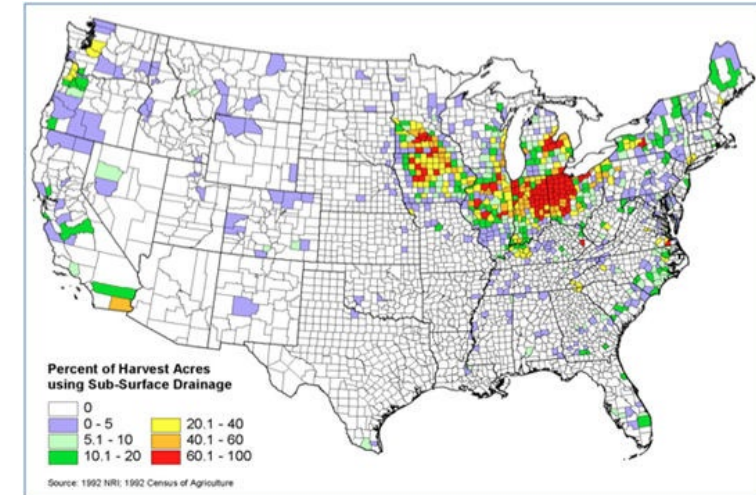 Percent of Harvest Acres
using Sub-Surface Drainage
0
0 - 5
5.1 - 10
10.1 - 20
20.1 - 40
40.1 - 60
60.1 - 100
Source: 1992 NRI; 1992 Census of Agriculture